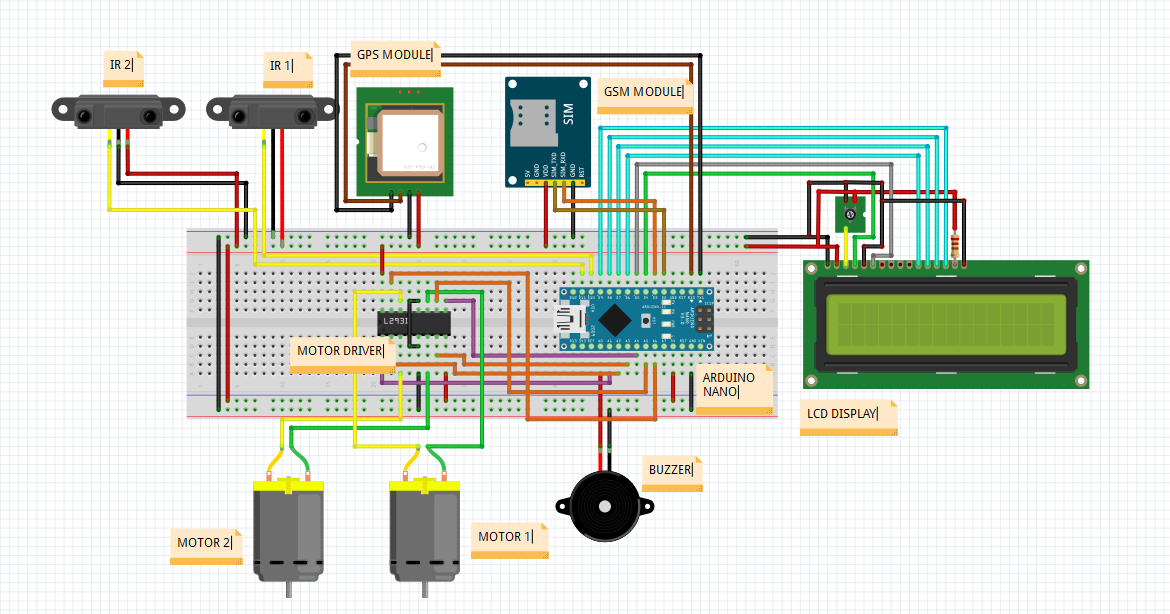 IR 2
IR 1
GPS MODULE
GSM MODULE
SIM
5V
GND
VDD
SIM_TXD
SIM_RXD
GND
RST
L293D
MOTOR DRIVER
ARDUINO
NANO
LCD DISPLAY
BUZZER
MOTOR 2
MOTOR 1